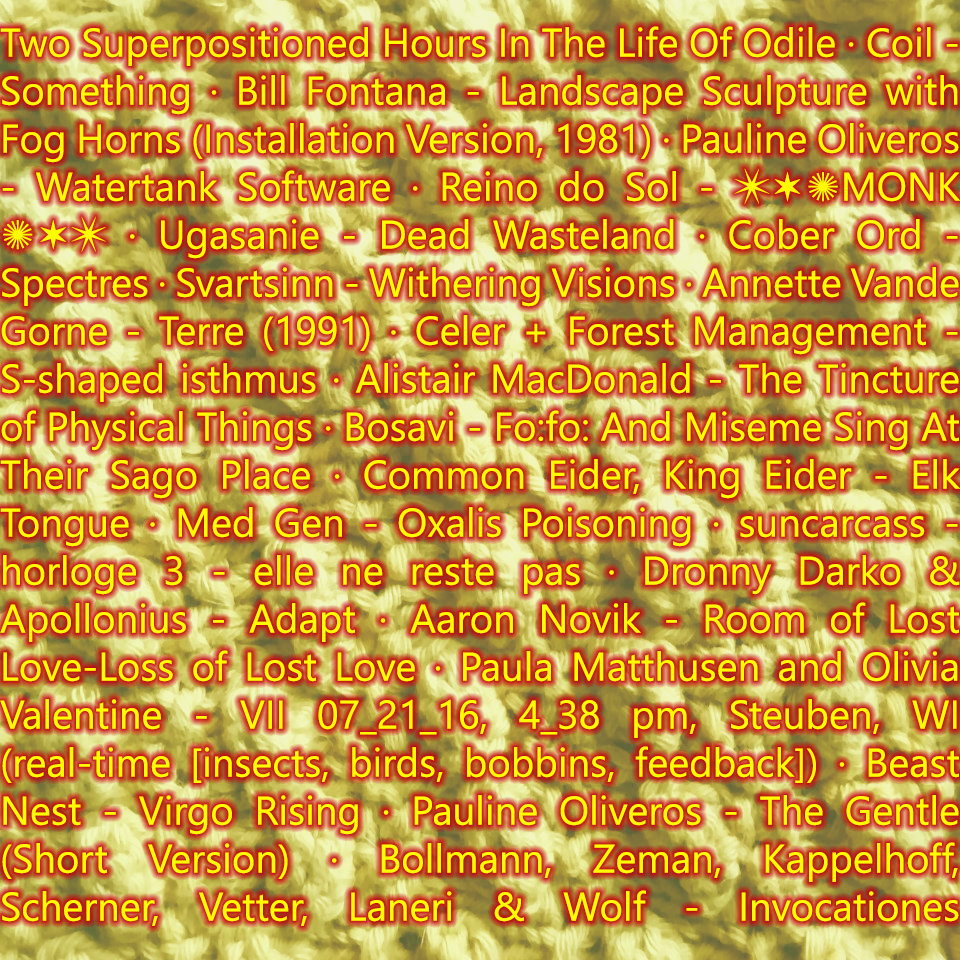 Two Superpositioned Hours In The Life Of Odile · Coil -
Something · Bill Fontana - Landscape Sculpture with
Fog Horns (Installation Version, 1981) · Pauline Oliveros
- Watertank Software · Reino do Sol - ✴✶✺MONK
✺✶✴ · Ugasanie - Dead Wasteland · Cober Ord -
Spectres · Svartsinn - Withering Visions · Annette Vande
Gorne - Terre (1991) · Celer + Forest Management -
S-shaped isthmus · Alistair MacDonald - The Tincture
of Physical Things · Bosavi - Fo:fo: And Miseme Sing At
Their Sago Place · Common Eider, King Eider - Elk
Tongue · Med Gen - Oxalis Poisoning · suncarcass -
horloge 3 - elle ne reste pas · Dronny Darko &
Apollonius - Adapt · Aaron Novik - Room of Lost
Love-Loss of Lost Love · Paula Matthusen and Olivia
Valentine - VII 07_21_16, 4_38 pm, Steuben, WI
(real-time [insects, birds, bobbins, feedback]) · Beast
Nest - Virgo Rising · Pauline Oliveros - The Gentle
(Short Version) · Bollmann, Zeman, Kappelhoff,
Scherner, Vetter, Laneri & Wolf - Invocationes